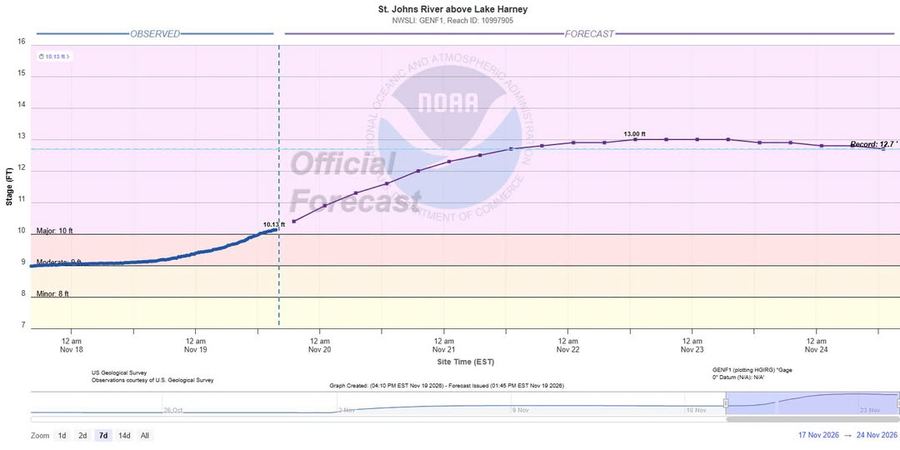 St. Johns River above Lake Harney
NWSLI: GENF1, Reach ID: 10997905
OBSERVED
FORECAST
16
15
14
13
12
11
10
9
8
7
Stage (FT)
10.13 ft
NATIONAL OCEANIC AND ATMOSPHERIC ADMINISTRATION
NOAA
DEPARTMENT OF COMMERCE
13.00 ft
Record: 12.7 '
Official
Forecast
10.13 ft
Major: 10 ft
Moderate: 9 ft
Minor: 8 ft
12 am 12 am 12 am 12 am 12 am 12 am 12 am
Nov 18 Nov 19 Nov 20 Nov 21 Nov 22 Nov 23 Nov 24
Site Time (EST)
US Geological Survey
Observations courtesy of U.S. Geological Survey
GENF1 (plotting HGIRG) "Gage
0" Datum (N/A): N/A'
Graph Created: (04:10 PM EST Nov 19 2026) - Forecast Issued (01:45 PM EST Nov 19 2026)
26 Oct 2 Nov 9 Nov 16 Nov 23 Nov
Zoom 1d 2d 7d 14d All
17 Nov 2026 → 24 Nov 2026